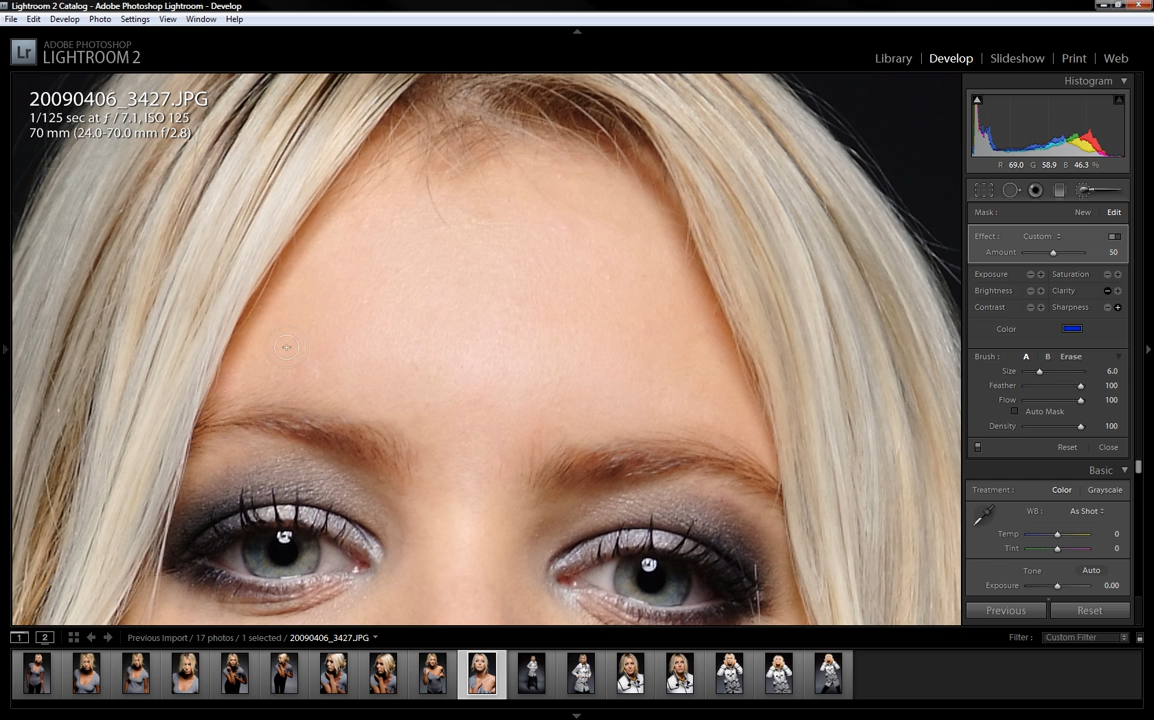 Lightroom 2 Catalog - Adobe Photoshop Lightroom - Develop
File Edit Develop Photo Settings View Window Help
Lr ADOBE PHOTOSHOP
LIGHTROOM 2
Library | Develop | Slideshow | Print | Web
20090406_3427.JPG
1/125 sec at ƒ / 7.1, ISO 125
70 mm (24.0-70.0 mm f/2.8)
Histogram
R 69.0 G 58.9 B 46.3 %
Mask : New Edit
Effect : Custom
Amount 50
Exposure Saturation
Brightness Clarity
Contrast Sharpness
Color
Brush : A B Erase
Size 6.0
Feather 100
Flow 100
Auto Mask
Density 100
Reset Close
Basic
Treatment : Color Grayscale
WB : As Shot
Temp 0
Tint 0
Tone Auto
Exposure 0.00
Previous Reset
1 2 Previous Import / 17 photos / 1 selected / 20090406_3427.JPG
Filter : Custom Filter